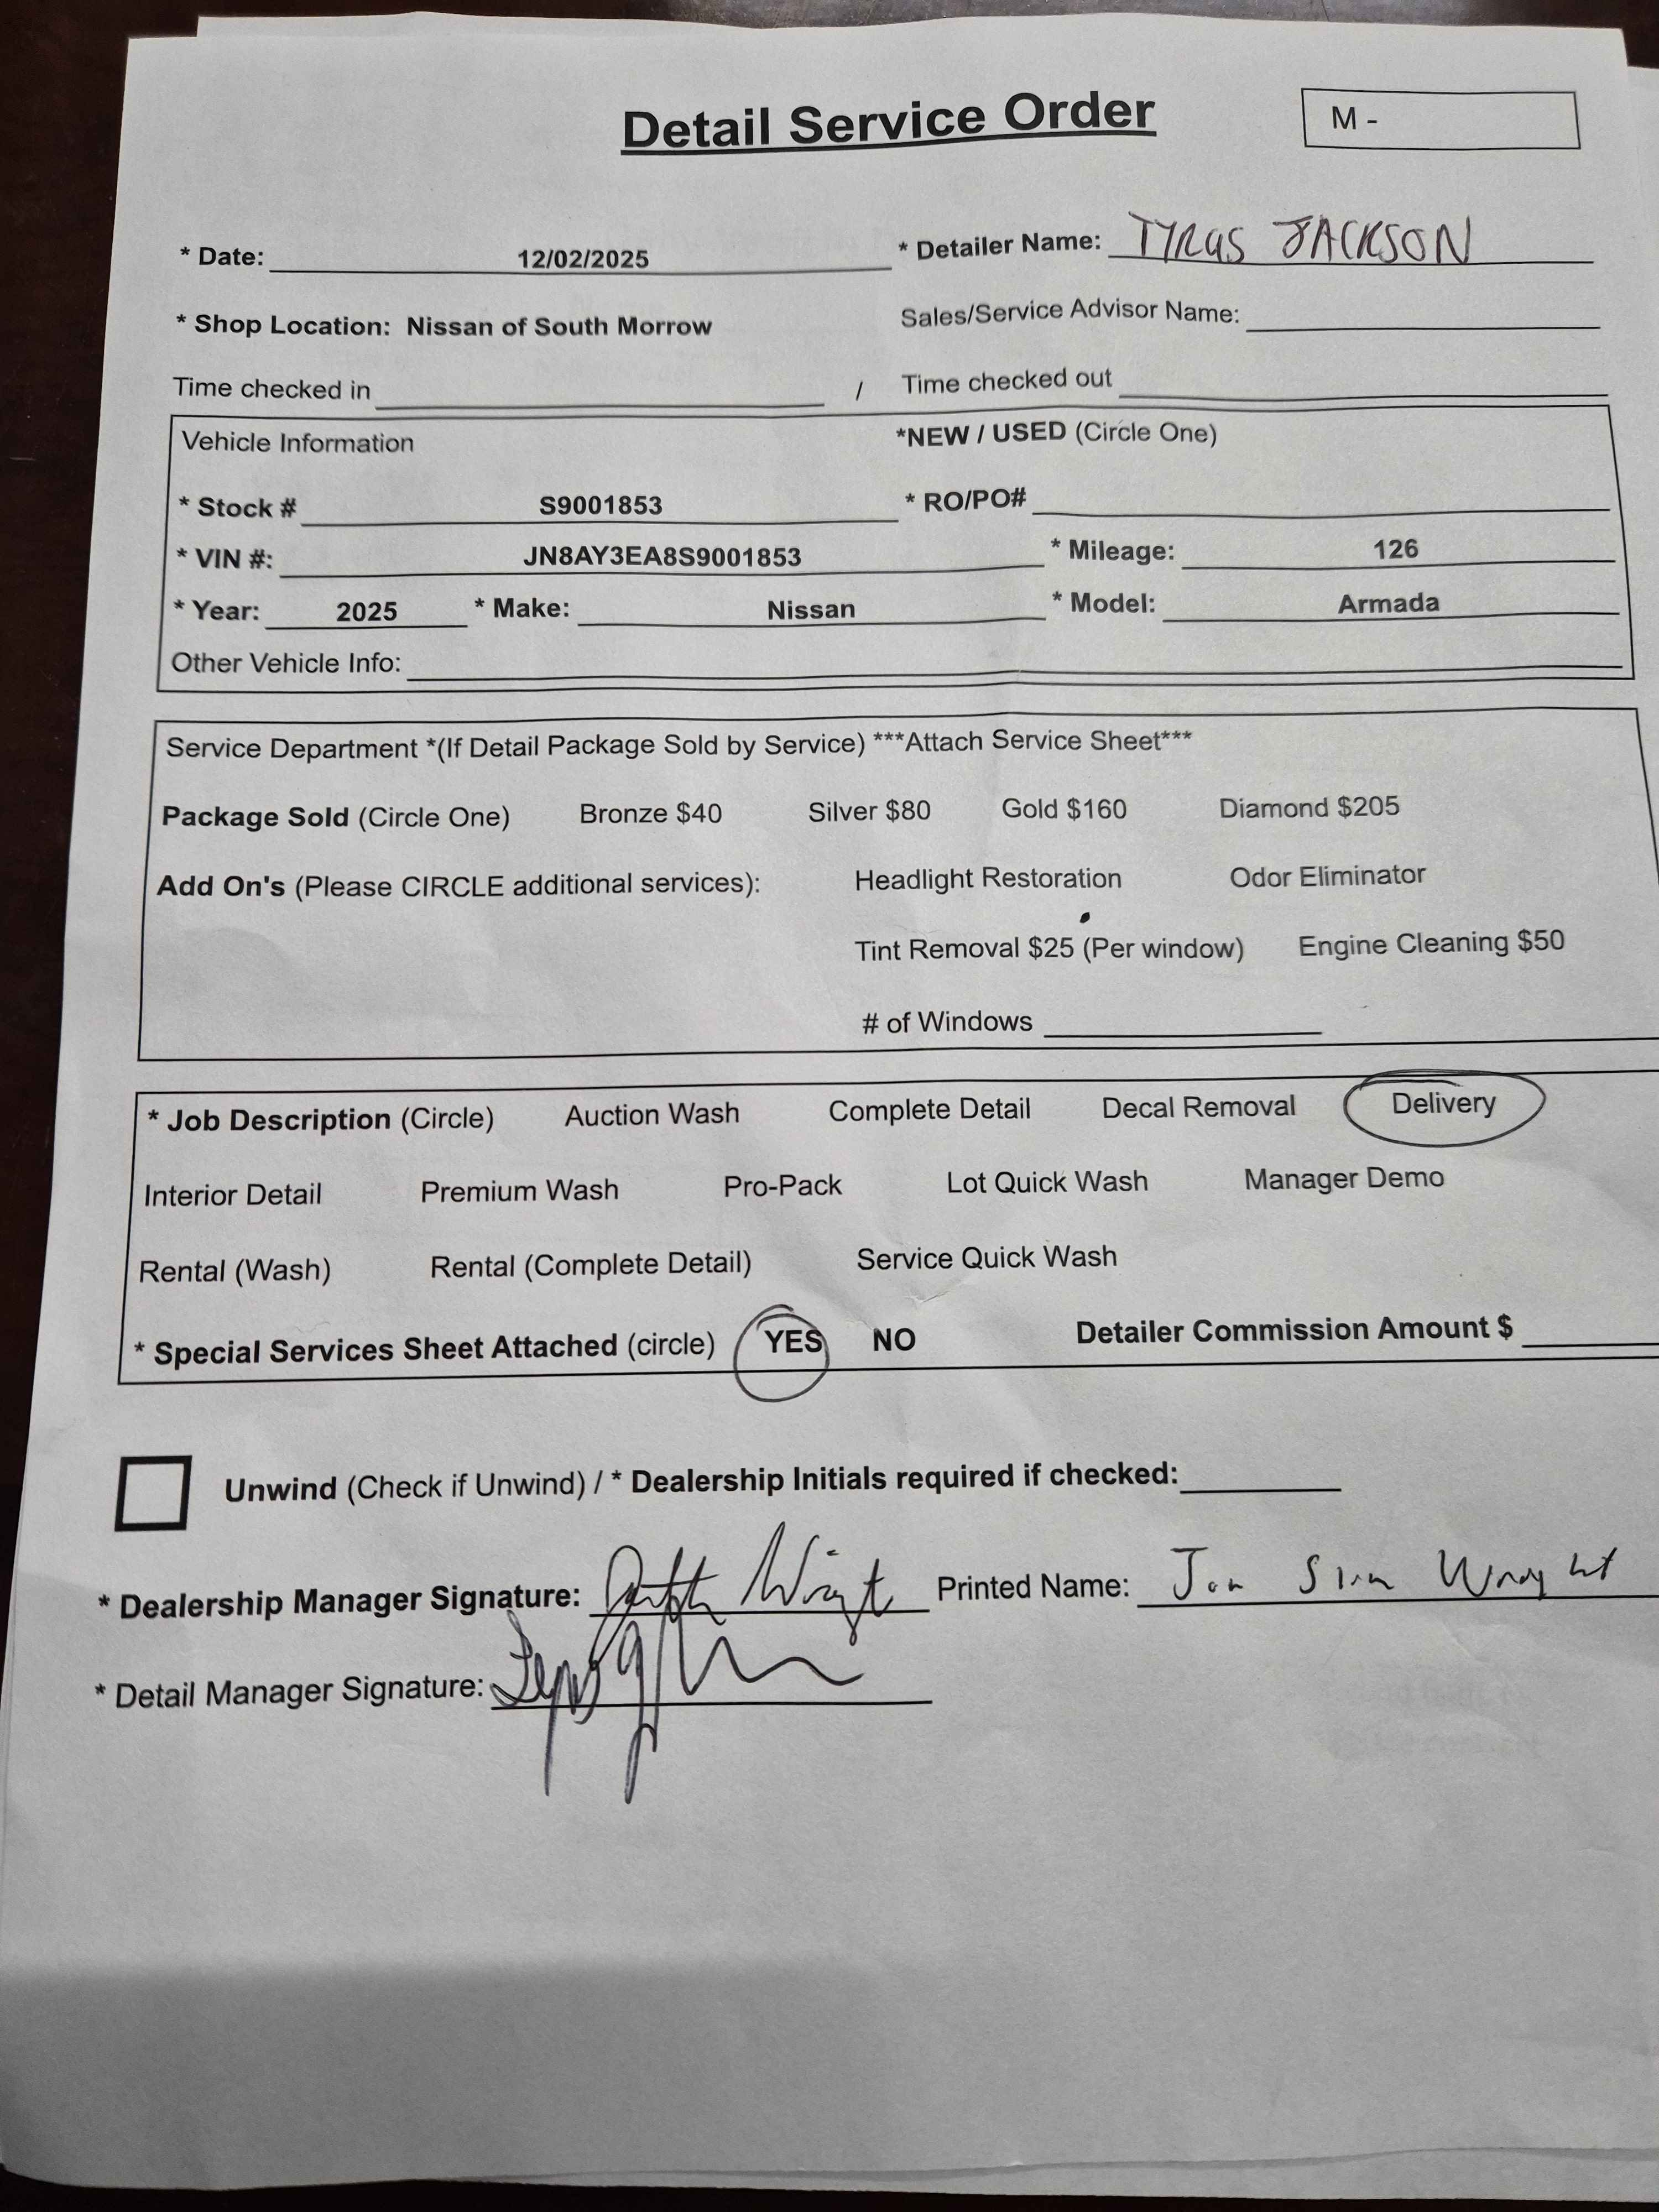 Detail Service Order
M -
* Date: 12/02/2025 * Detailer Name: TYRUS JACKSON
* Shop Location: Nissan of South Morrow Sales/Service Advisor Name:
Time checked in / Time checked out
Vehicle Information *NEW / USED (Circle One)
* Stock # S9001853 * RO/PO#
* VIN #: JN8AY3EA8S9001853 * Mileage: 126
* Year: 2025 * Make: Nissan * Model: Armada
Other Vehicle Info:
Service Department *(If Detail Package Sold by Service) ***Attach Service Sheet***
Package Sold (Circle One) Bronze $40 Silver $80 Gold $160 Diamond $205
Add On's (Please CIRCLE additional services): Headlight Restoration Odor Eliminator
Tint Removal $25 (Per window) Engine Cleaning $50
# of Windows
* Job Description (Circle) Auction Wash Complete Detail Decal Removal Delivery
Interior Detail Premium Wash Pro-Pack Lot Quick Wash Manager Demo
Rental (Wash) Rental (Complete Detail) Service Quick Wash
* Special Services Sheet Attached (circle) YES NO Detailer Commission Amount $
Unwind (Check if Unwind) / * Dealership Initials required if checked:
* Dealership Manager Signature: Printed Name:
* Detail Manager Signature: